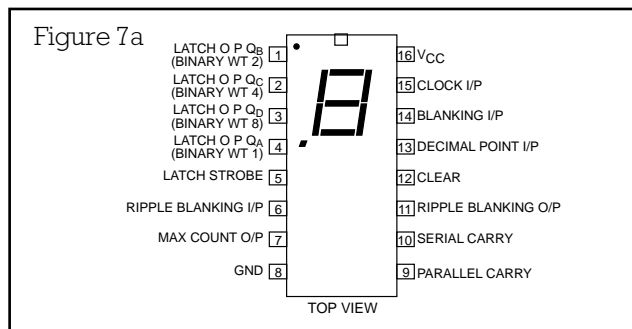 Figure 7a
LATCH O P QB
(BINARY WT 2)
1
LATCH O P QC
(BINARY WT 4)
2
LATCH O P QD
(BINARY WT 8)
3
LATCH O P QA
(BINARY WT 1)
4
LATCH STROBE 5
RIPPLE BLANKING I/P 6
MAX COUNT O/P 7
GND 8
16 VCC
15 CLOCK I/P
14 BLANKING I/P
13 DECIMAL POINT I/P
12 CLEAR
11 RIPPLE BLANKING O/P
10 SERIAL CARRY
9 PARALLEL CARRY
TOP VIEW